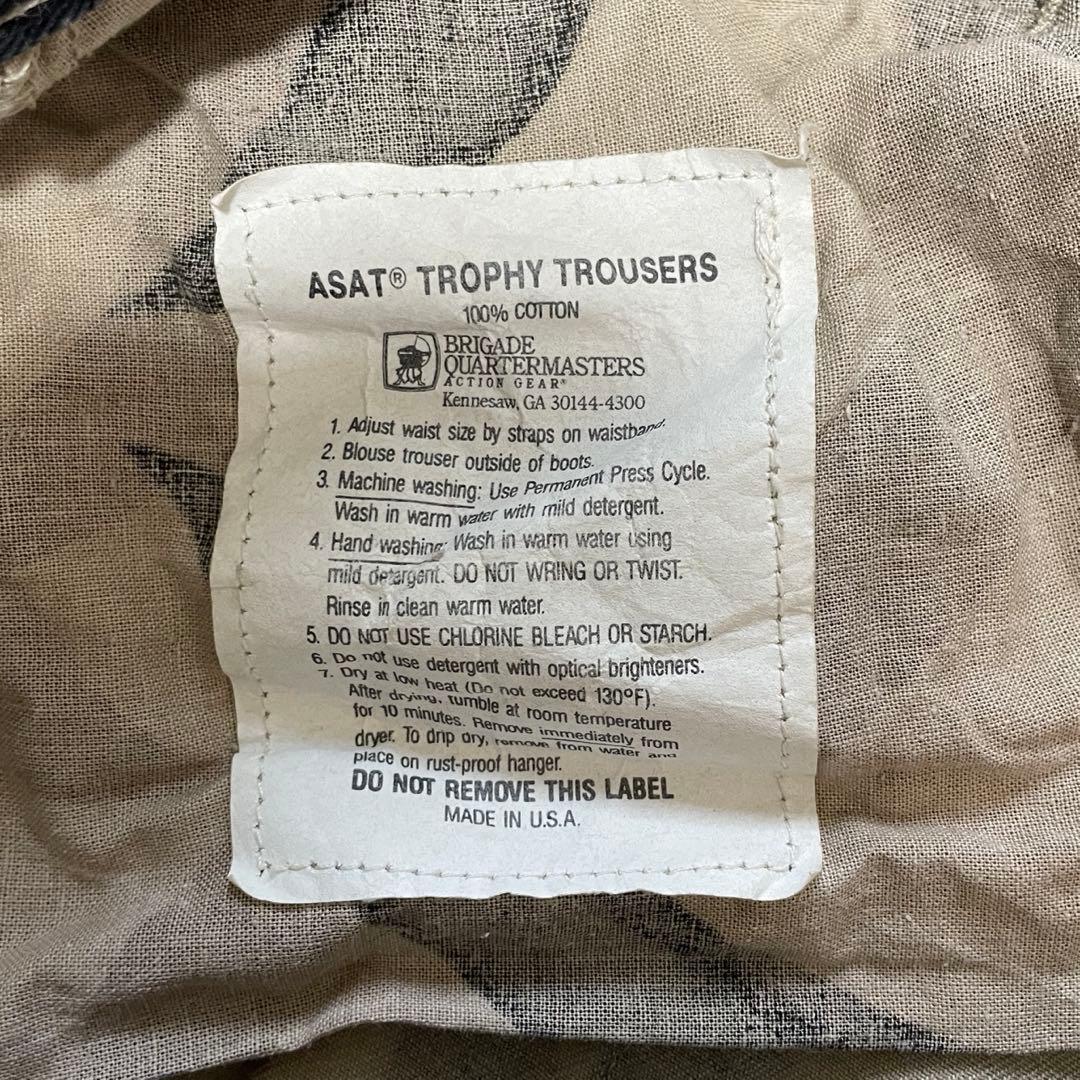 ASAT® TROPHY TROUSERS
100% COTTON
BRIGADE
QUARTERMASTERS
ACTION GEAR®
Kennesaw, GA 30144-4300
1. Adjust waist size by straps on waistband.
2. Blouse trouser outside of boots.
3. Machine washing: Use Permanent Press Cycle.
Wash in warm water with mild detergent.
4. Hand washing: Wash in warm water using
mild detergent. DO NOT WRING OR TWIST.
Rinse in clean warm water.
5. DO NOT USE CHLORINE BLEACH OR STARCH.
6. Do not use detergent with optical brighteners.
7. Dry at low heat (Do not exceed 130°F).
After drying, tumble at room temperature
for 10 minutes. Remove immediately from
dryer. To drip dry, remove from water and
place on rust-proof hanger.
DO NOT REMOVE THIS LABEL
MADE IN U.S.A.